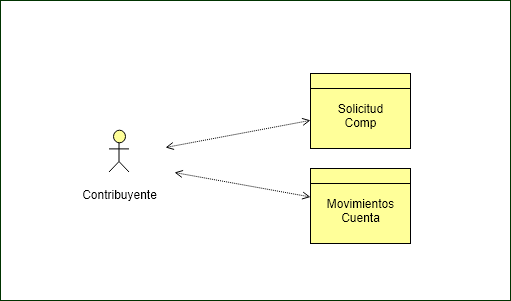 Solicitud
Comp
Contribuyente
Movimientos
Cuenta